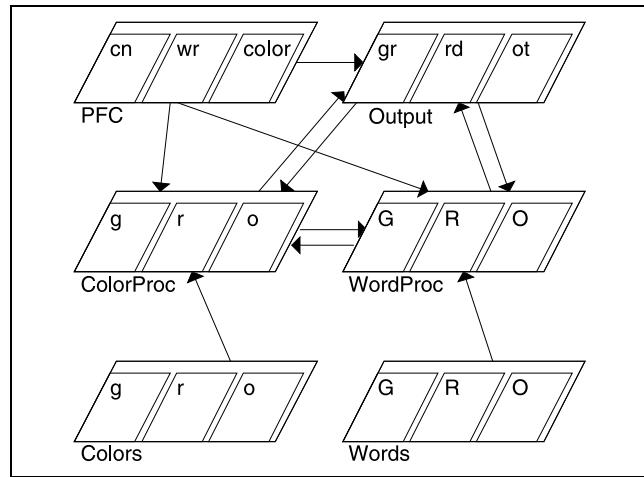 cn wr color gr rd ot
PFC Output
g r o G R O
ColorProc WordProc
g r o G R O
Colors Words